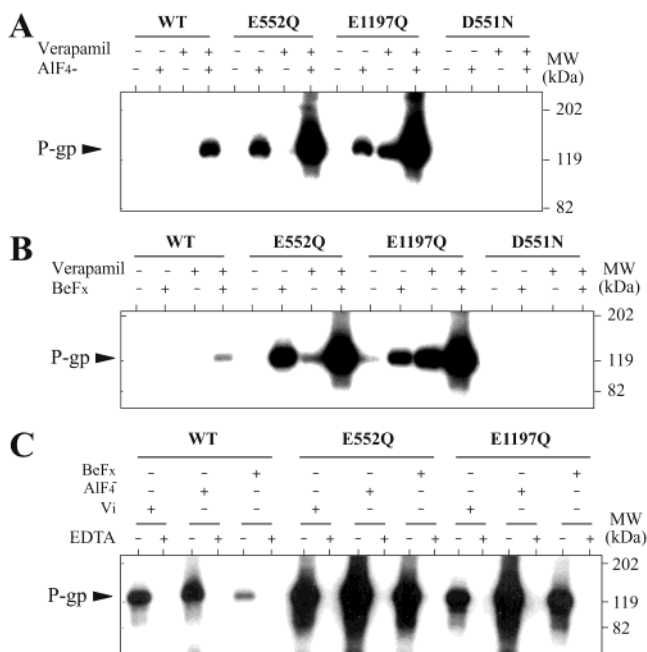 A WT E552Q E1197Q D551N
Verapamil - - + + - - + + - - + + - - + + MW
AlF4- - + - + - + - + - + - + - + - + (kDa)
202
P-gp
119
82
B WT E552Q E1197Q D551N
Verapamil - - + + - - + + - - + + - - + + MW
BeFx - + - + - + - + - + - + - + - + (kDa)
202
P-gp 119
82
C WT E552Q E1197Q
BeFx - - + - - + - - +
AlF4- - + - - + - - + -
Vi + - - + - - + - - MW
EDTA - + - + - + - + - + - + - + - + - + (kDa)
202
P-gp 119
82